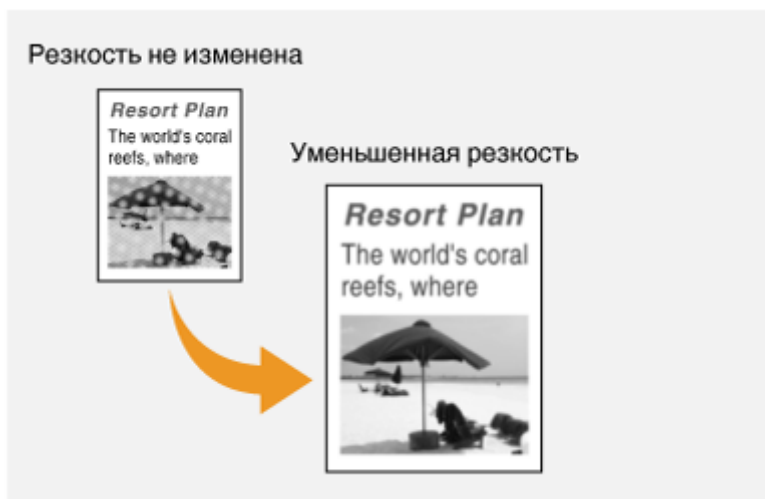 Резкость не изменена
Resort Plan
The world's coral
reefs, where
Уменьшенная резкость
Resort Plan
The world's coral
reefs, where